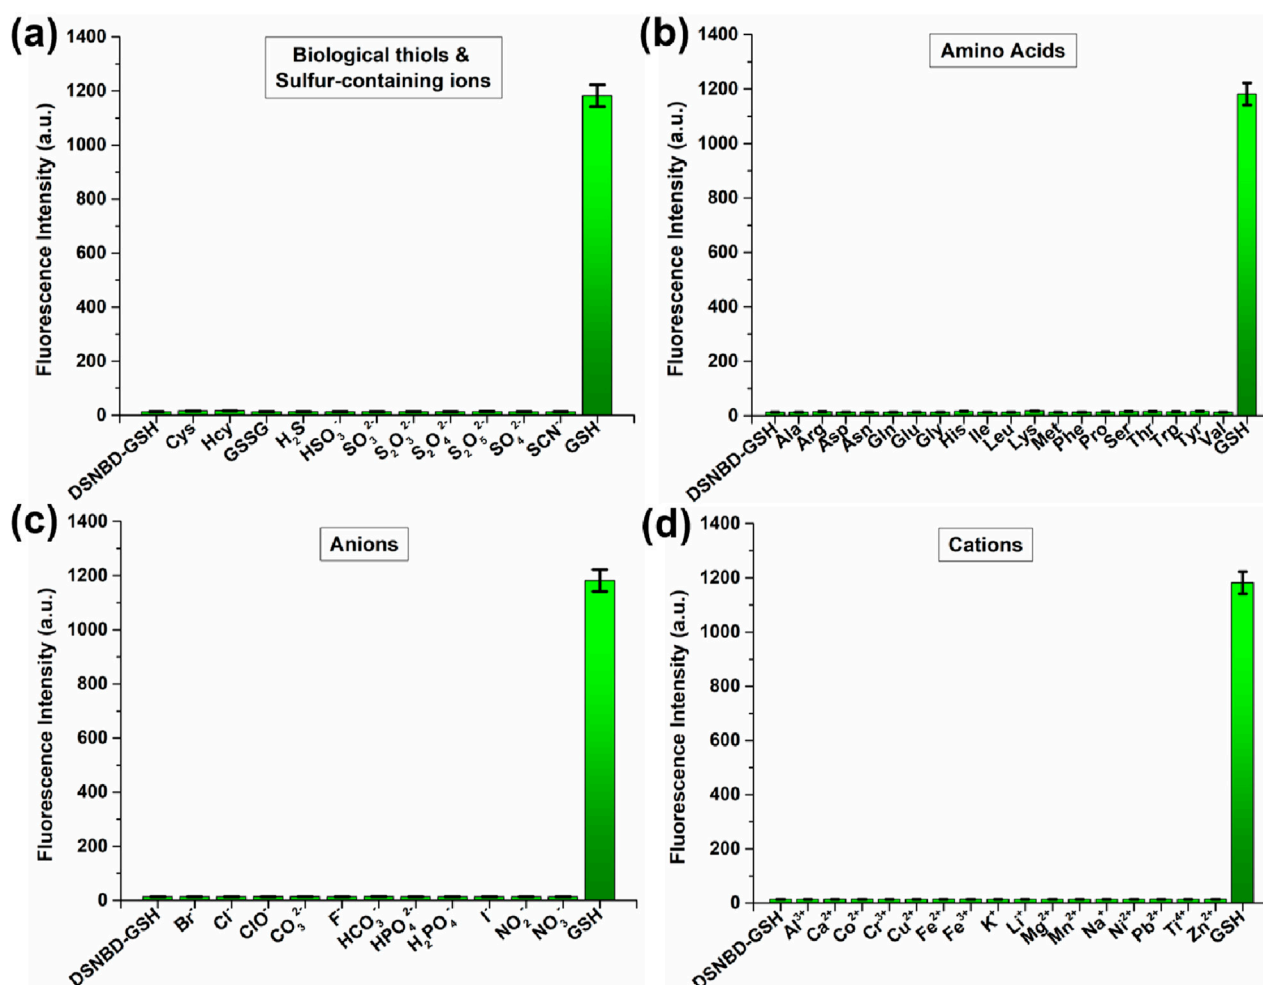 (a)
Biological thiols &
Sulfur-containing ions
Fluorescence Intensity (a.u.)
1400
1200
1000
800
600
400
200
0
DSNBD-GSH
Cys
Hcy
GSSG
H₂S
HSO₃⁻
SO₃²⁻
S₂O₃²⁻
S₂O₄²⁻
S₂O₅²⁻
SO₄²⁻
SCN⁻
GSH
(b)
Amino Acids
Fluorescence Intensity (a.u.)
1400
1200
1000
800
600
400
200
0
DSNBD-GSH
Ala
Arg
Asp
Asn
Gln
Glu
Gly
His
Ile
Leu
Lys
Met
Phe
Pro
Ser
Thr
Trp
Tyr
Val
GSH
(c)
Anions
Fluorescence Intensity (a.u.)
1400
1200
1000
800
600
400
200
0
DSNBD-GSH
Br⁻
Cl⁻
ClO⁻
CO₃²⁻
F⁻
HCO₃⁻
HPO₄²⁻
H₂PO₄⁻
I⁻
NO₂⁻
NO₃⁻
GSH
(d)
Cations
Fluorescence Intensity (a.u.)
1400
1200
1000
800
600
400
200
0
DSNBD-GSH
Al³⁺
Ca²⁺
Co²⁺
Cr³⁺
Cu²⁺
Fe²⁺
Fe³⁺
K⁺
Li⁺
Mg²⁺
Mn²⁺
Na⁺
Ni²⁺
Pb²⁺
Ti⁴⁺
Zn²⁺
GSH